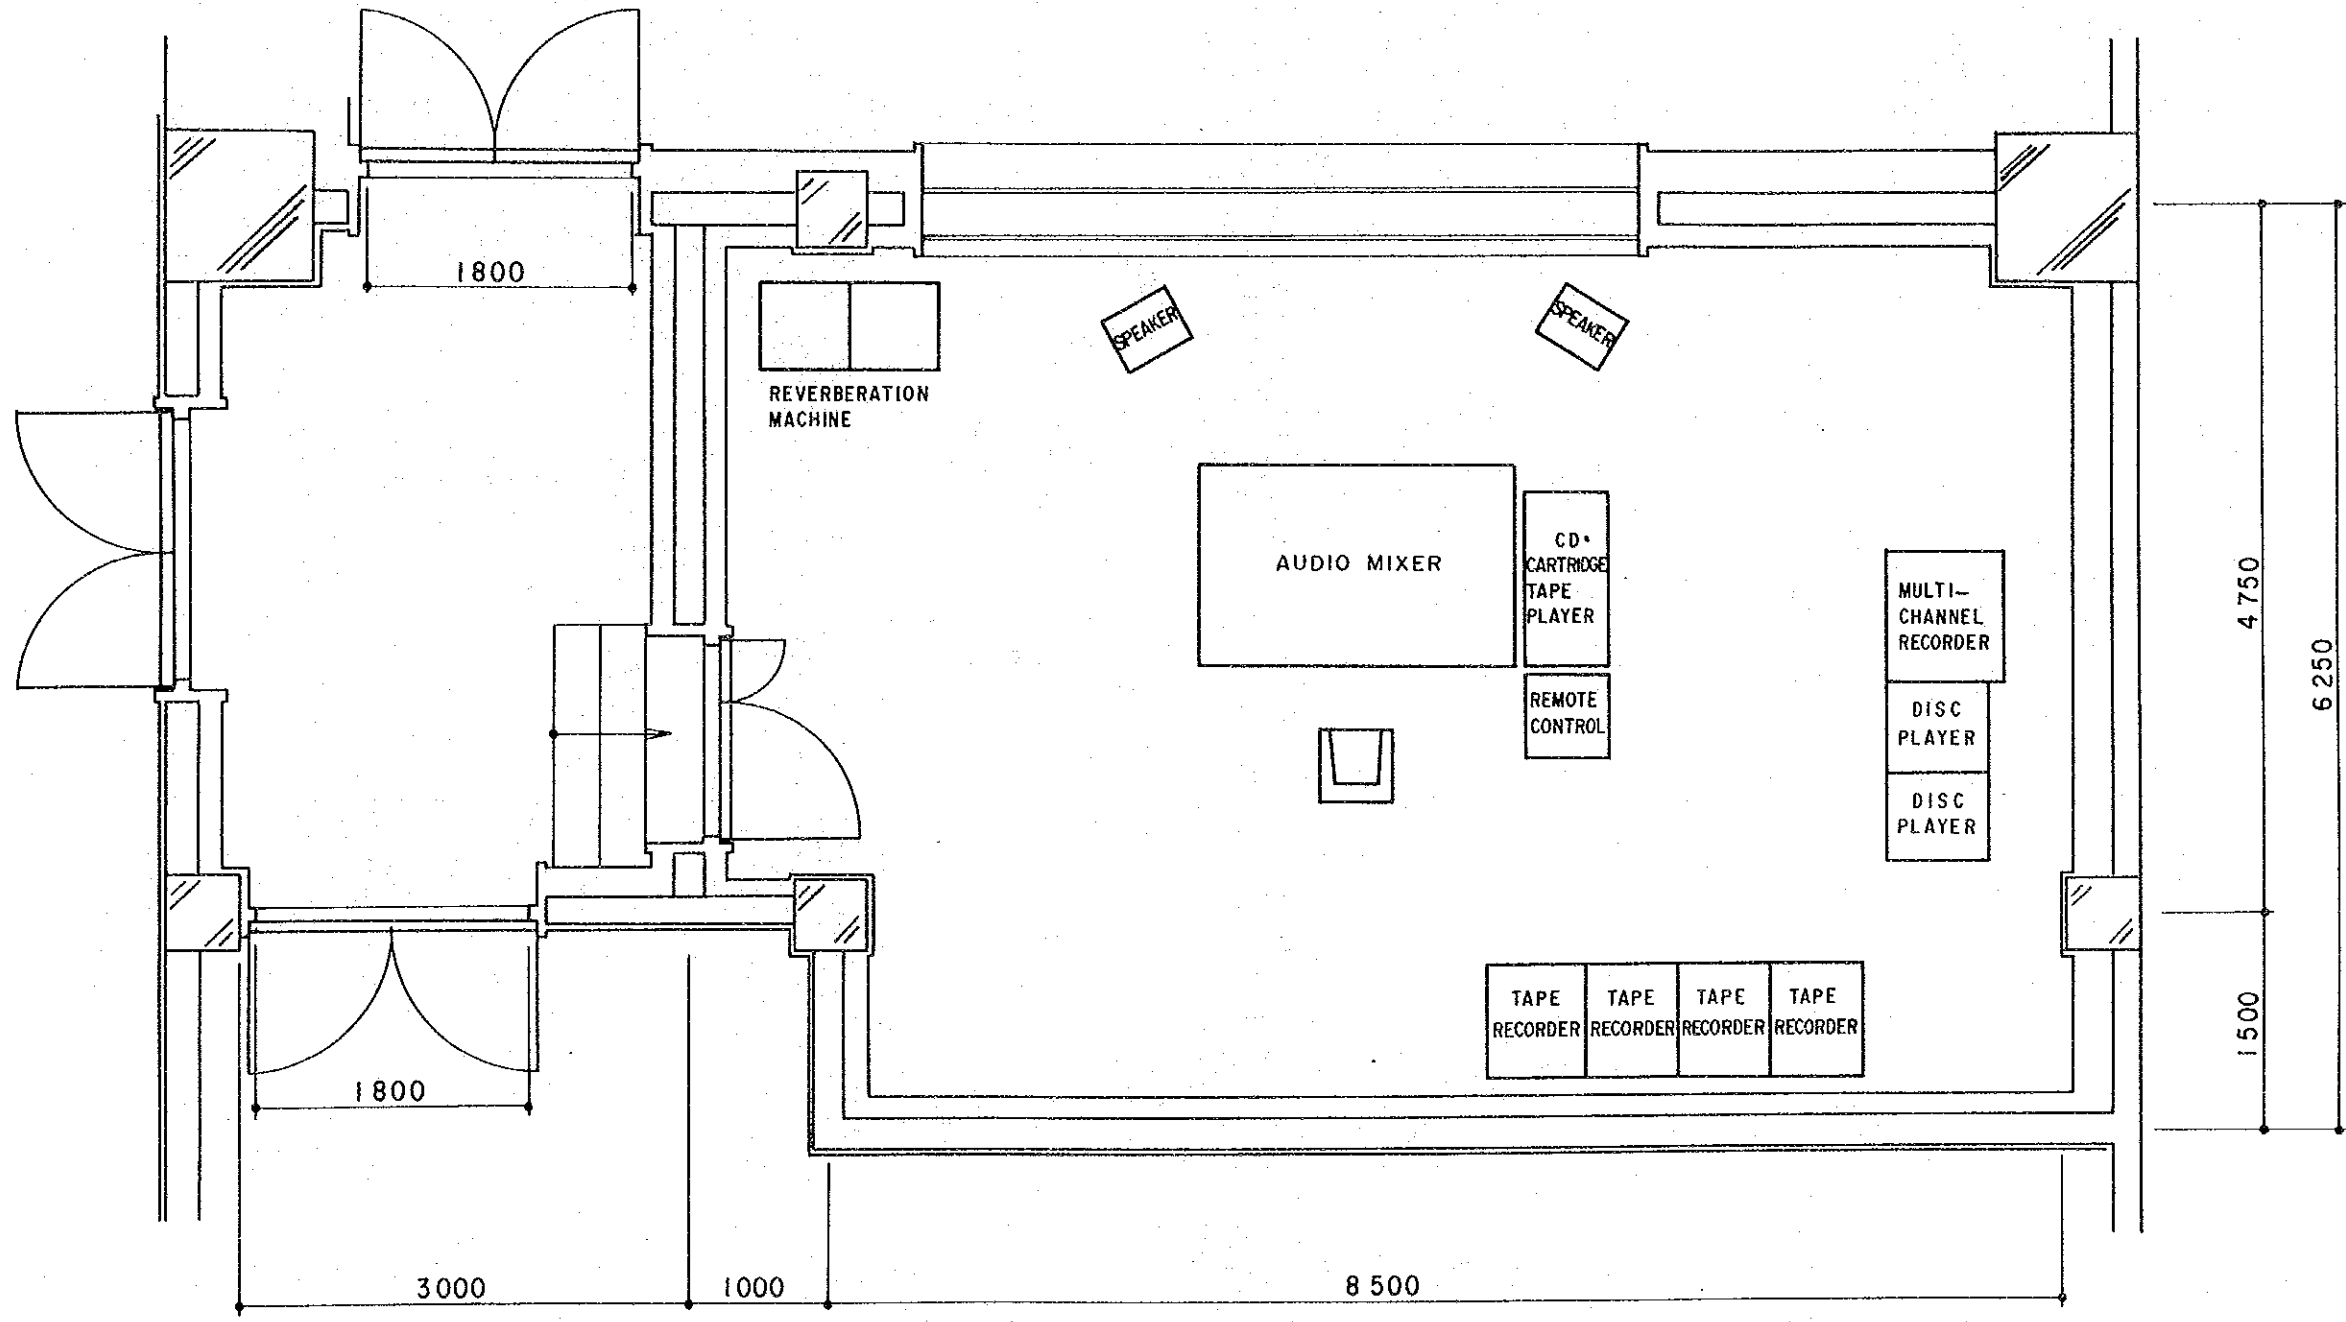 1800
SPEAKER
SPEAKER
REVERBERATION
MACHINE
AUDIO MIXER
CD・
CARTRIDGE
TAPE
PLAYER
REMOTE
CONTROL
MULTI-
CHANNEL
RECORDER
DISC
PLAYER
DISC
PLAYER
TAPE
RECORDER
TAPE
RECORDER
TAPE
RECORDER
TAPE
RECORDER
4750
6250
1500
1800
3000
1000
8500